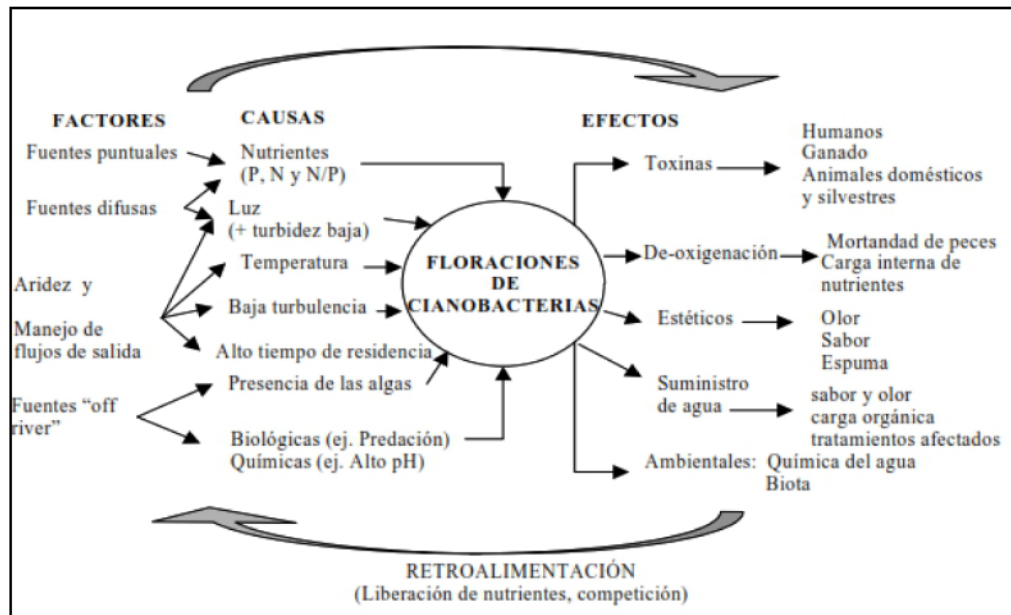 FACTORES
Fuentes puntuales
Fuentes difusas
Aridez y
Manejo de
flujos de salida
Fuentes “off
river”
CAUSAS
Nutrientes
(P, N y N/P)
Luz
(+ turbidez baja)
Temperatura
Baja turbulencia
Alto tiempo de residencia
Presencia de las algas
Biológicas (ej. Predación)
Químicas (ej. Alto pH)
FLORACIONES
DE
CIANOBACTERIAS
EFECTOS
Toxinas
Humanos
Ganado
Animales domésticos
y silvestres
De-oxigenación
Mortandad de peces
Carga interna de
nutrientes
Estéticos
Olor
Sabor
Espuma
Suministro
de agua
sabor y olor
carga orgánica
tratamientos afectados
Ambientales: Química del agua
Biota
RETROALIMENTACIÓN
(Liberación de nutrientes, competición)